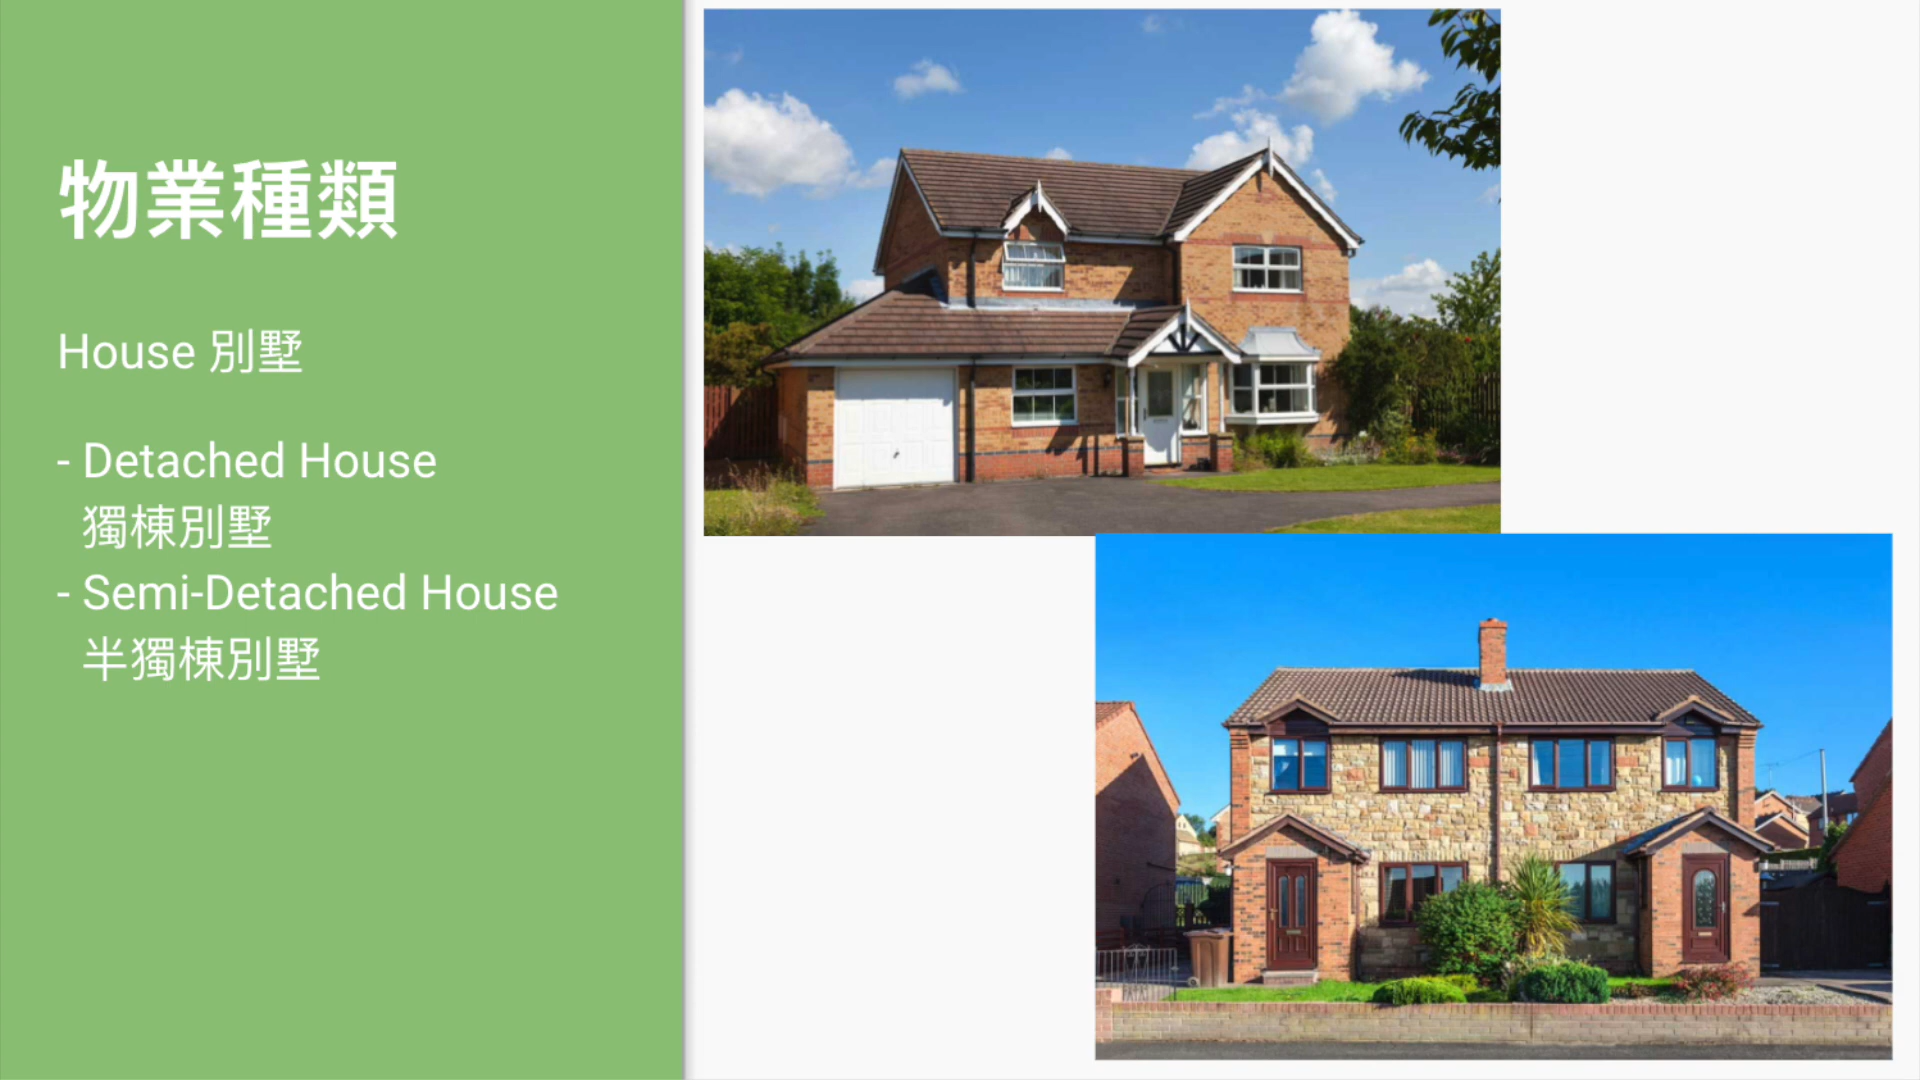 物業種類
House 別墅
- Detached House
獨棟別墅
- Semi-Detached House
半獨棟別墅